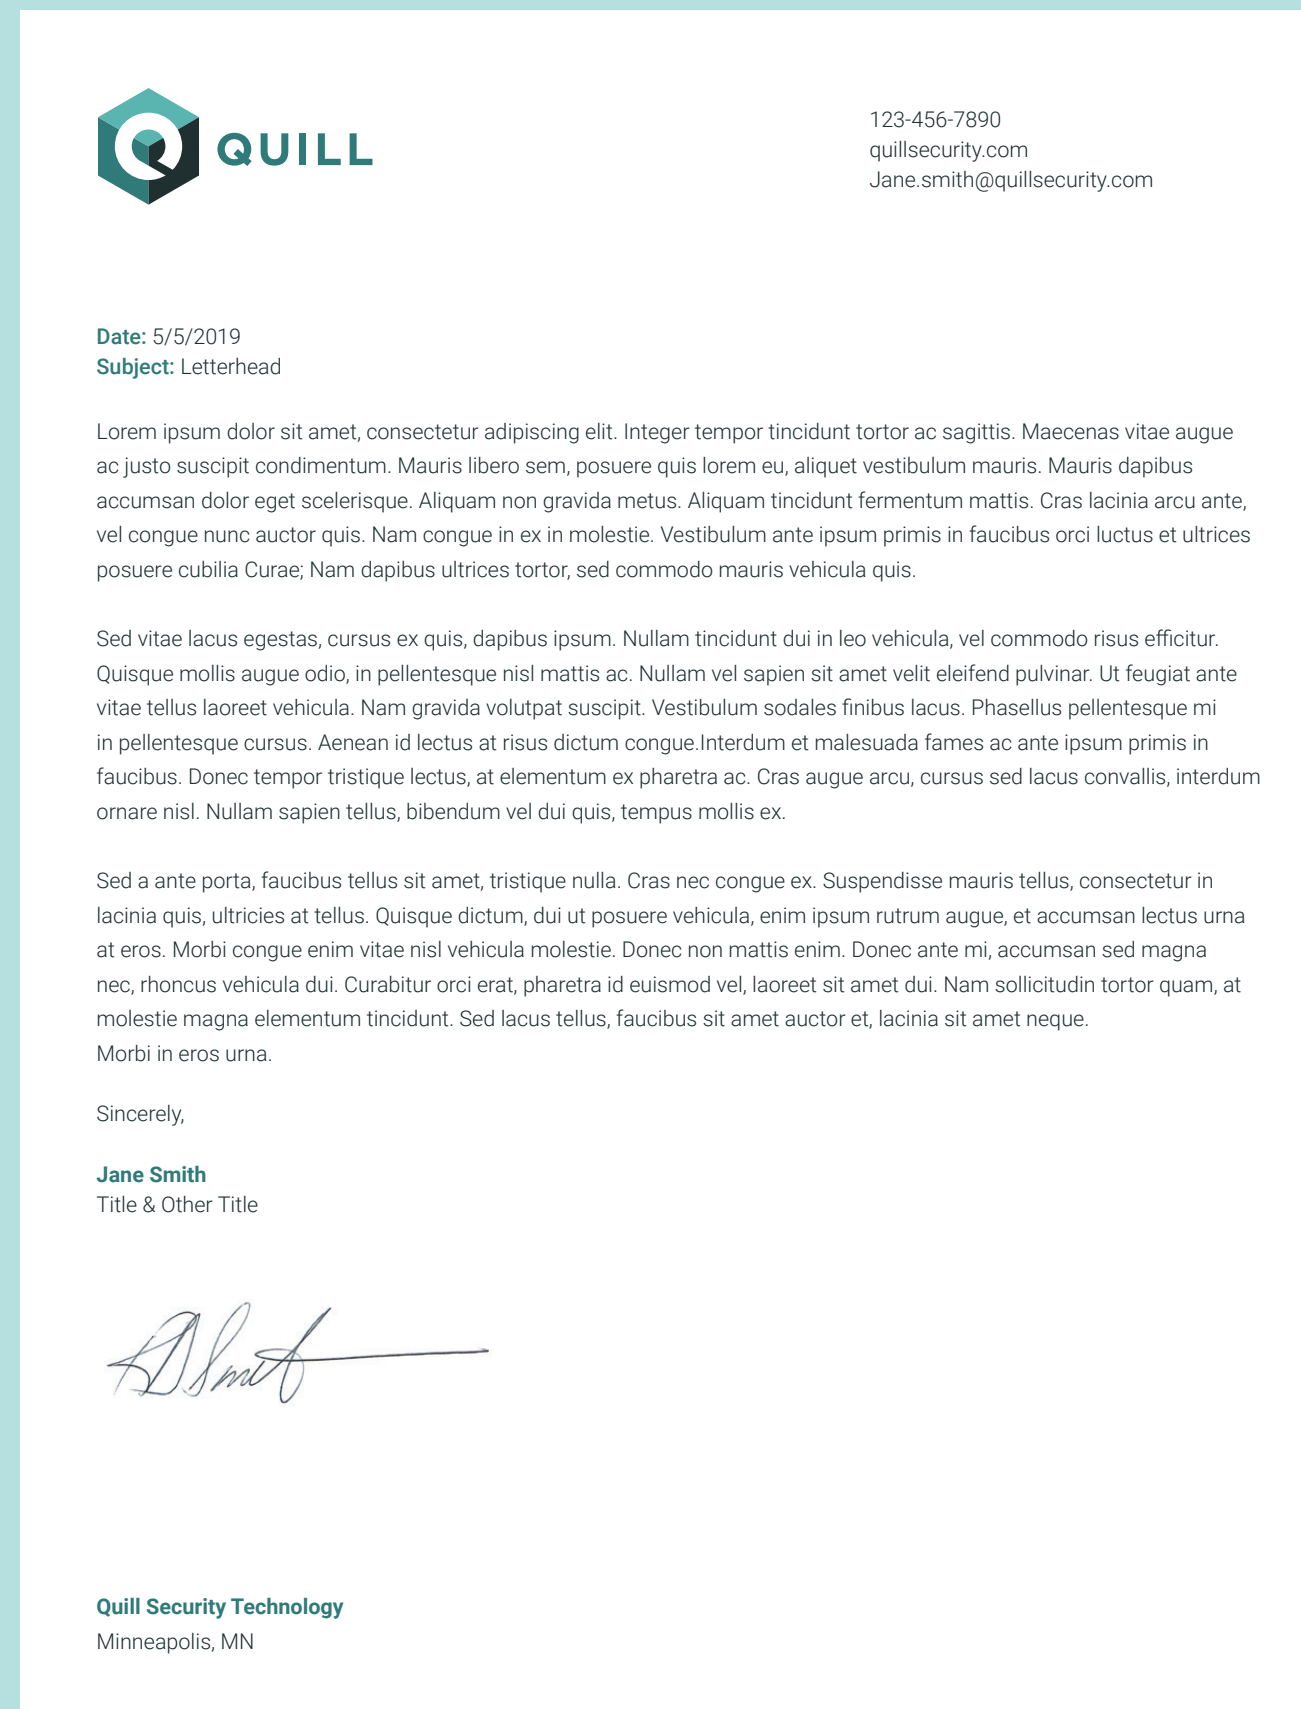 QUILL
123-456-7890
quillsecurity.com
Jane.smith@quillsecurity.com
Date: 5/5/2019
Subject: Letterhead
Lorem ipsum dolor sit amet, consectetur adipiscing elit. Integer tempor tincidunt tortor ac sagittis. Maecenas vitae augue
ac justo suscipit condimentum. Mauris libero sem, posuere quis lorem eu, aliquet vestibulum mauris. Mauris dapibus
accumsan dolor eget scelerisque. Aliquam non gravida metus. Aliquam tincidunt fermentum mattis. Cras lacinia arcu ante,
vel congue nunc auctor quis. Nam congue in ex in molestie. Vestibulum ante ipsum primis in faucibus orci luctus et ultrices
posuere cubilia Curae; Nam dapibus ultrices tortor, sed commodo mauris vehicula quis.
Sed vitae lacus egestas, cursus ex quis, dapibus ipsum. Nullam tincidunt dui in leo vehicula, vel commodo risus efficitur.
Quisque mollis augue odio, in pellentesque nisl mattis ac. Nullam vel sapien sit amet velit eleifend pulvinar. Ut feugiat ante
vitae tellus laoreet vehicula. Nam gravida volutpat suscipit. Vestibulum sodales finibus lacus. Phasellus pellentesque mi
in pellentesque cursus. Aenean id lectus at risus dictum congue.Interdum et malesuada fames ac ante ipsum primis in
faucibus. Donec tempor tristique lectus, at elementum ex pharetra ac. Cras augue arcu, cursus sed lacus convallis, interdum
ornare nisl. Nullam sapien tellus, bibendum vel dui quis, tempus mollis ex.
Sed a ante porta, faucibus tellus sit amet, tristique nulla. Cras nec congue ex. Suspendisse mauris tellus, consectetur in
lacinia quis, ultricies at tellus. Quisque dictum, dui ut posuere vehicula, enim ipsum rutrum augue, et accumsan lectus urna
at eros. Morbi congue enim vitae nisl vehicula molestie. Donec non mattis enim. Donec ante mi, accumsan sed magna
nec, rhoncus vehicula dui. Curabitur orci erat, pharetra id euismod vel, laoreet sit amet dui. Nam sollicitudin tortor quam, at
molestie magna elementum tincidunt. Sed lacus tellus, faucibus sit amet auctor et, lacinia sit amet neque.
Morbi in eros urna.
Sincerely,
Jane Smith
Title & Other Title
Quill Security Technology
Minneapolis, MN